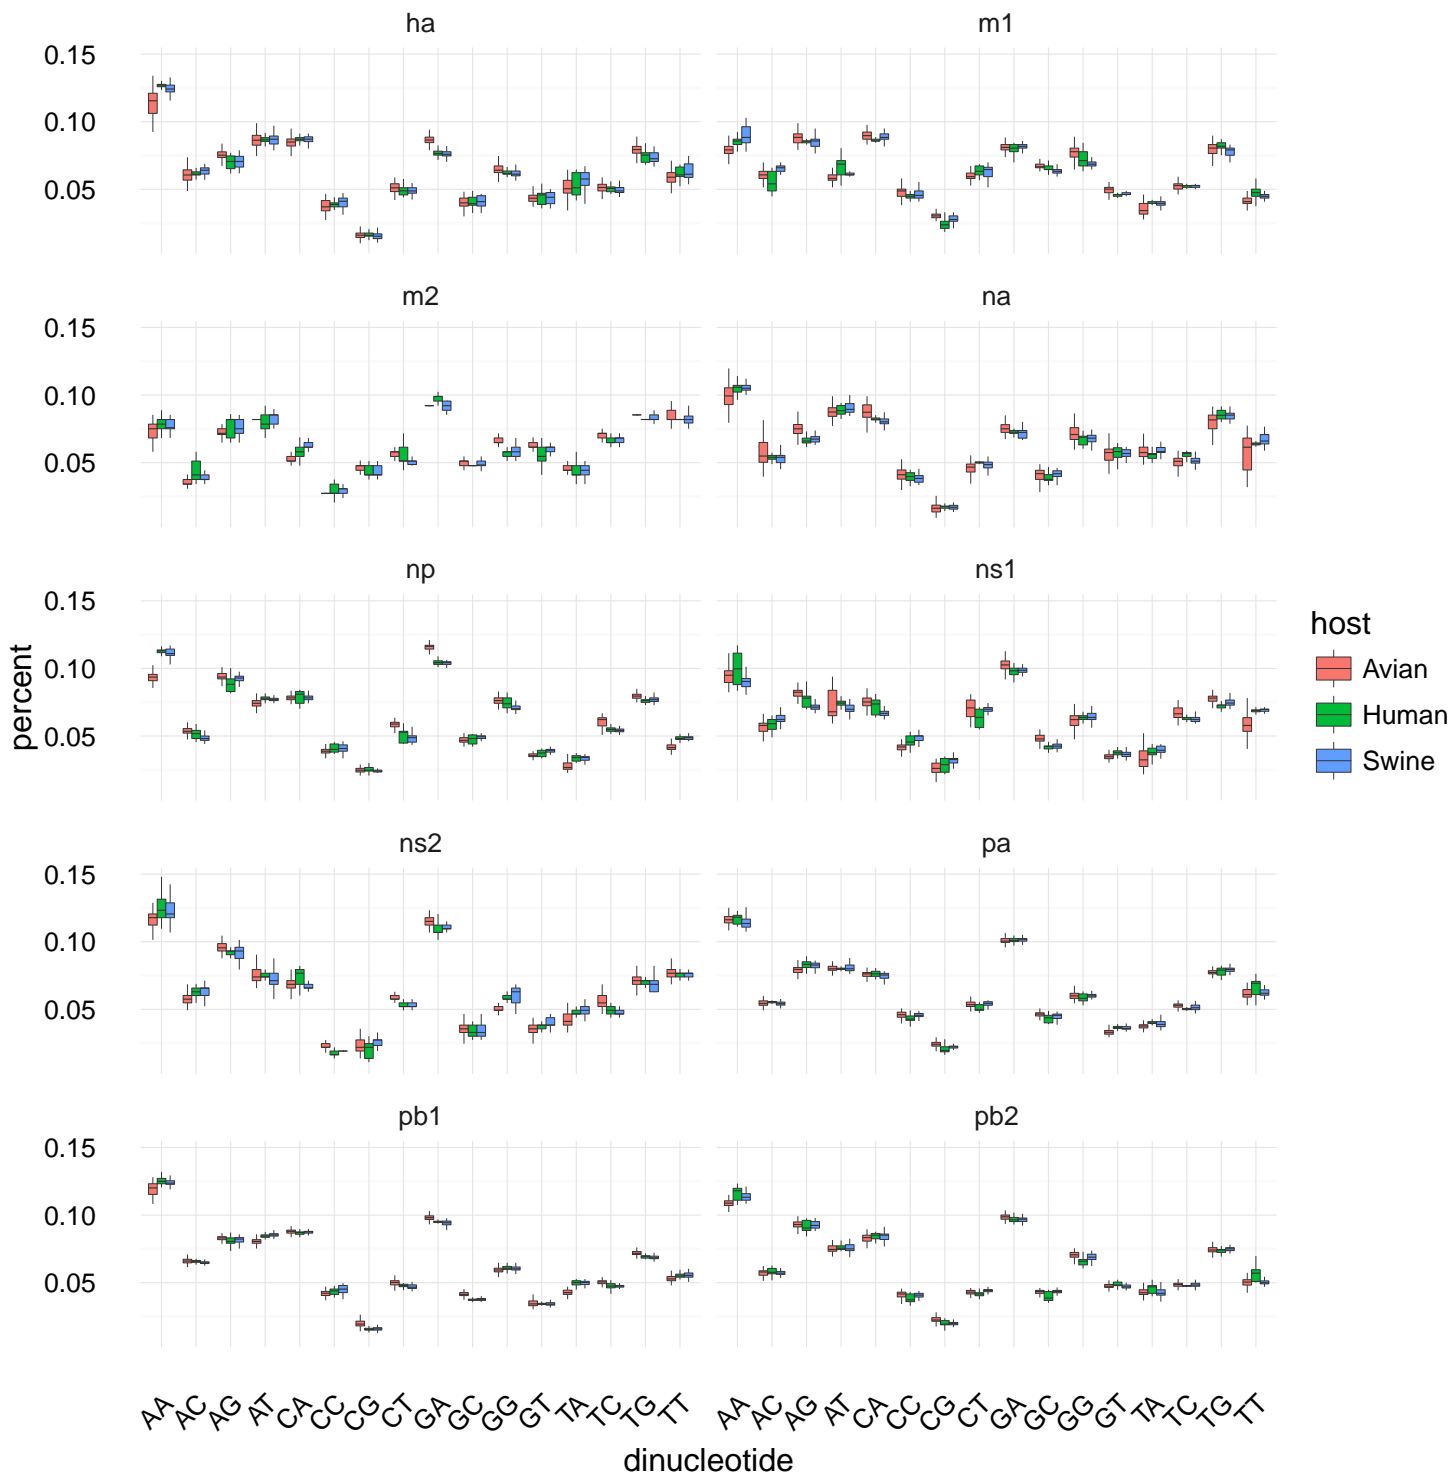 ha
m1
0.15
0.10
0.05
m2
na
0.15
0.10
0.05
np
ns1
0.15
0.10
0.05
percent
host
Avian
Human
Swine
ns2
pa
0.15
0.10
0.05
pb1
pb2
0.15
0.10
0.05
AA AC AG AT CA CC CG CT GA GC GG GT TA TC TG TT
AA AC AG AT CA CC CG CT GA GC GG GT TA TC TG TT
dinucleotide